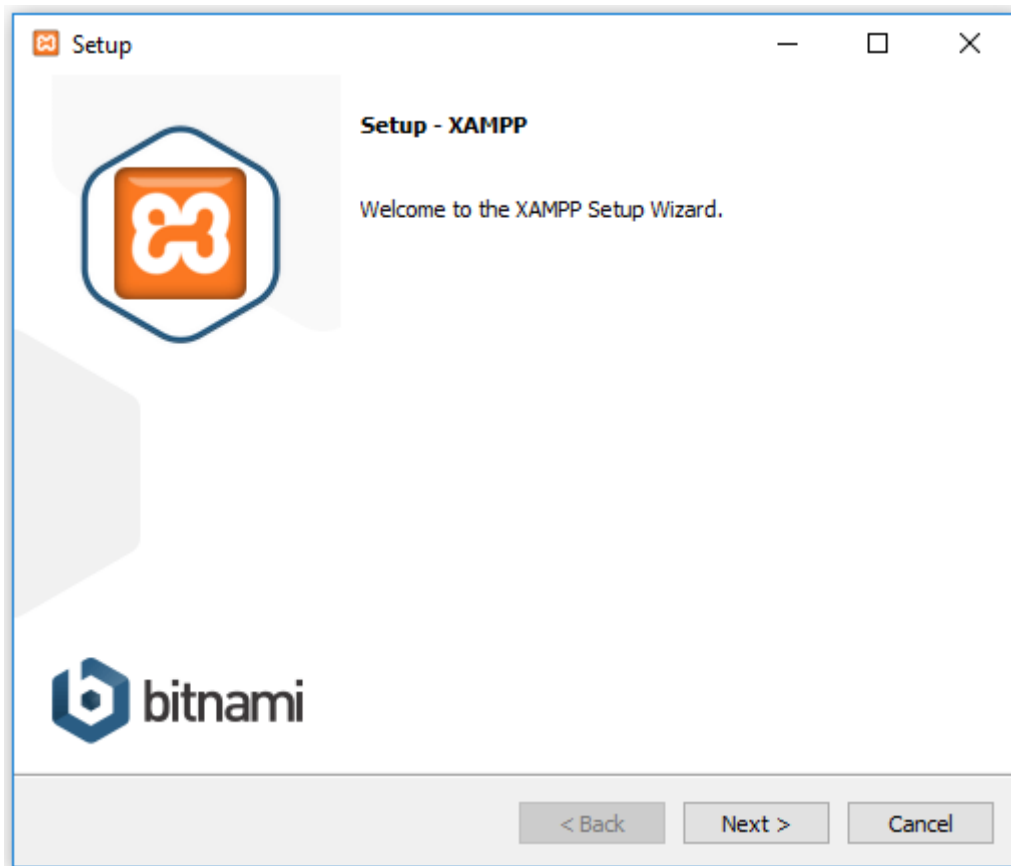 Setup
Setup - XAMPP
Welcome to the XAMPP Setup Wizard.
bitnami
< Back
Next >
Cancel